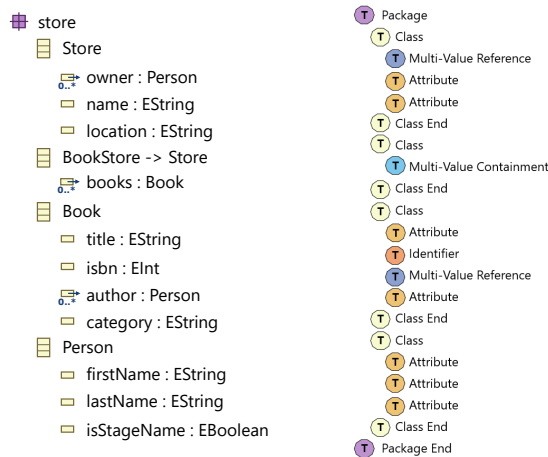 store
Store
0..* owner : Person
name : EString
location : EString
BookStore -> Store
0..* books : Book
Book
title : EString
isbn : EInt
0..* author : Person
category : EString
Person
firstName : EString
lastName : EString
isStageName : EBoolean
T Package
T Class
T Multi-Value Reference
T Attribute
T Attribute
T Class End
T Class
T Multi-Value Containment
T Class End
T Class
T Attribute
T Identifier
T Multi-Value Reference
T Attribute
T Class End
T Class
T Attribute
T Attribute
T Attribute
T Class End
T Package End